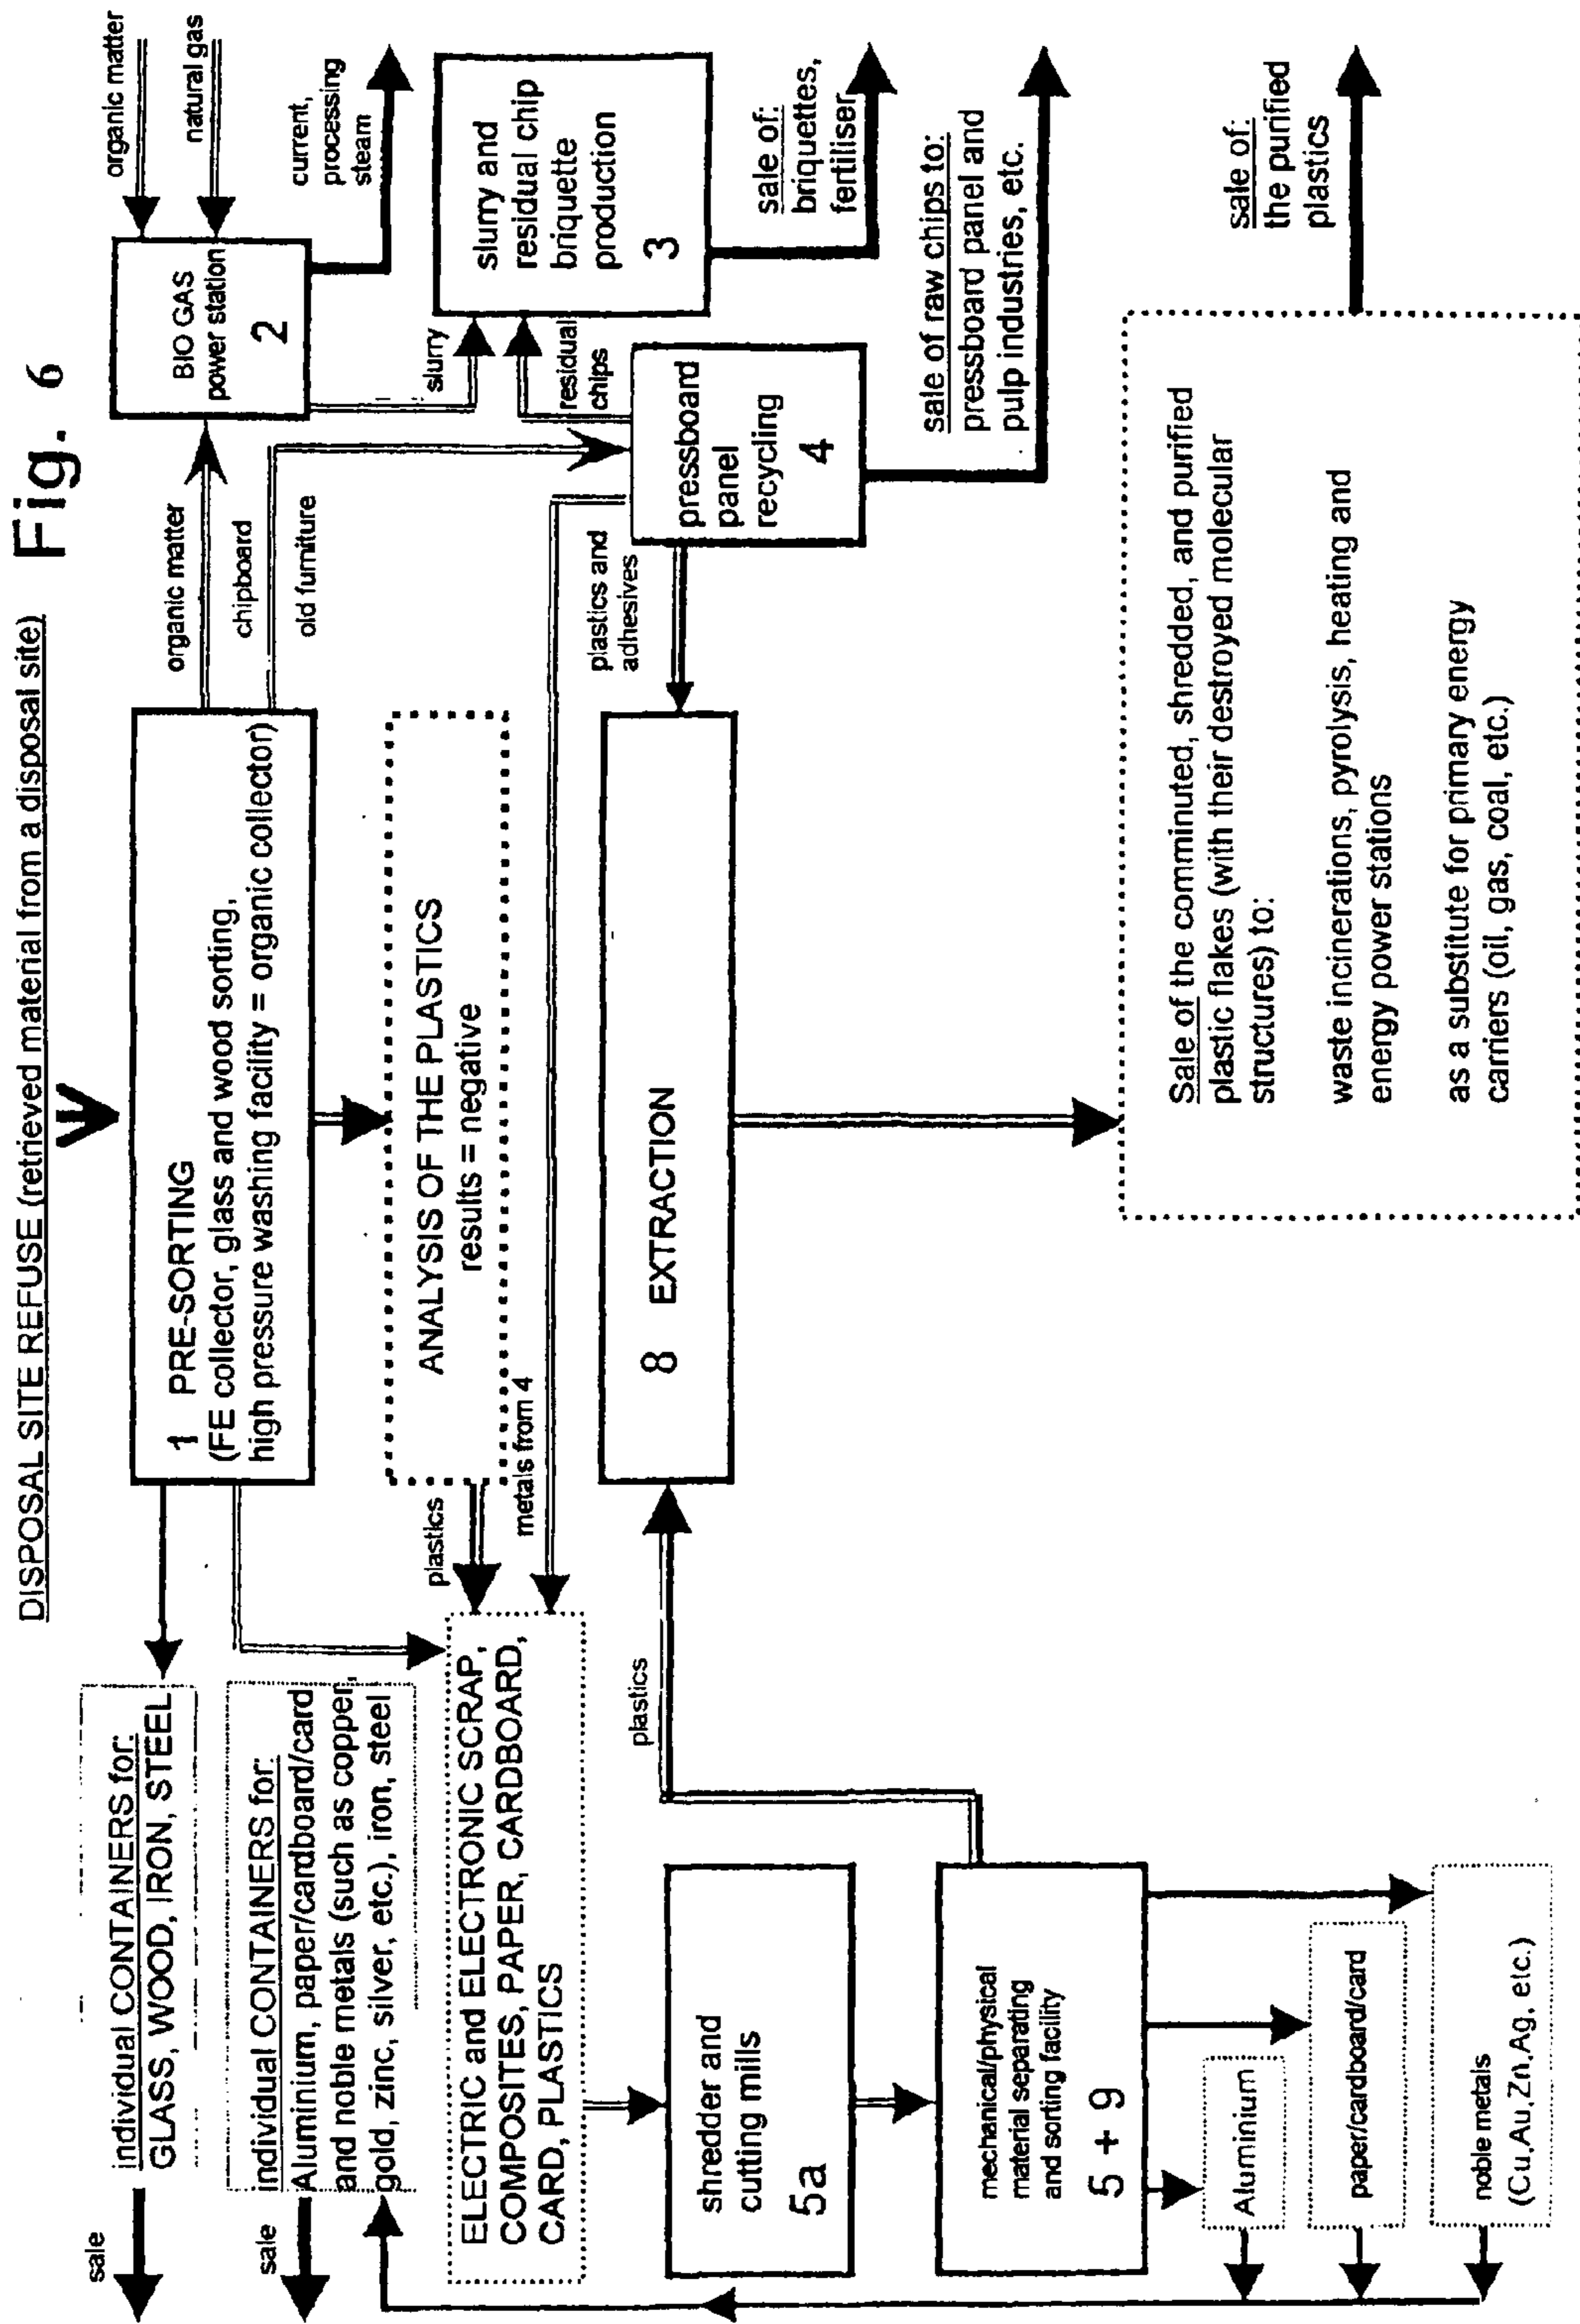 Fig. 6
DISPOSAL SITE REFUSE (retrieved material from a disposal site)
1 PRE-SORTING
(FE collector, glass and wood sorting,
high pressure washing facility = organic collector)
organic matter
chipboard
old furniture
BIO GAS
power station
2
organic matter
natural gas
current,
processing
steam
slurry
residual
chips
slurry and
residual chip
briquette
production
3
sale of:
briquettes,
fertiliser
pressboard
panel
recycling
4
sale of raw chips to:
pressboard panel and
pulp industries, etc.
plastics and
adhesives
ANALYSIS OF THE PLASTICS
results = negative
plastics
metals from 4
8 EXTRACTION
sale
individual CONTAINERS for:
GLASS, WOOD, IRON, STEEL
sale
individual CONTAINERS for:
Aluminium, paper/cardboard/card
and noble metals (such as copper,
gold, zinc, silver, etc.), iron, steel
ELECTRIC and ELECTRONIC SCRAP,
COMPOSITES, PAPER, CARDBOARD,
CARD, PLASTICS
shredder and
cutting mills
5a
plastics
mechanical/physical
material separating
and sorting facility
5 + 9
Aluminium
paper/cardboard/card
noble metals
(Cu,Au,Zn,Ag, etc.)
Sale of the comminuted, shredded, and purified
plastic flakes (with their destroyed molecular
structures) to:
waste incinerations, pyrolysis, heating and
energy power stations
as a substitute for primary energy
carriers (oil, gas, coal, etc.)
sale of:
the purified
plastics